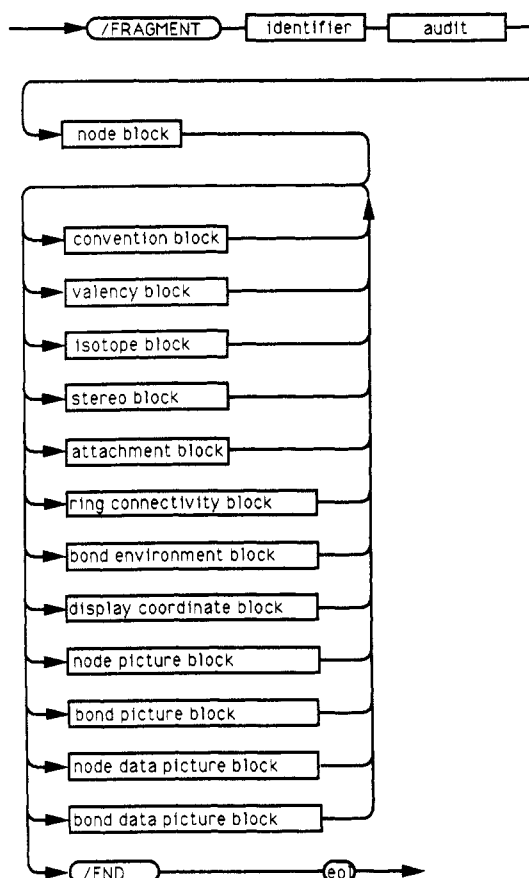 /FRAGMENT identifier audit
node block
convention block
valency block
isotope block
stereo block
attachment block
ring connectivity block
bond environment block
display coordinate block
node picture block
bond picture block
node data picture block
bond data picture block
/END eol